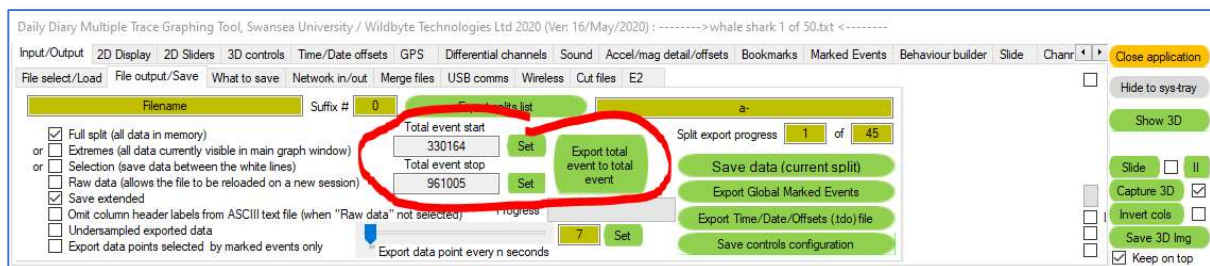 Daily Diary Multiple Trace Graphing Tool, Swansea University / Wildbyte Technologies Ltd 2020 (Ver: 16/May/2020) : -------->whale shark 1 of 50.txt <--------
Input/Output 2D Display 2D Sliders 3D controls Time/Date offsets GPS Differential channels Sound Accel/mag detail/offsets Bookmarks Marked Events Behaviour builder Slide Chanr
Close application
File select/Load File output/Save What to save Network in/out Merge files USB comms Wireless Cut files E2
Hide to sys-tray
Filename Suffix # 0 list a-
Show 3D
Full split (all data in memory)
or Extremes (all data currently visible in main graph window)
or Selection (save data between the white lines)
Raw data (allows the file to be reloaded on a new session)
Save extended
Omit column header labels from ASCIII text file (when "Raw data" not selected)
Undersampled exported data
Export data points selected by marked events only
Total event start
330164 Set
Total event stop
961005 Set
Export total
event to total
event
Progress
7 Set
Export data point every n seconds
Split export progress 1 of 45
Save data (current split)
Export Global Marked Events
Export Time/Date/Offsets (.tdo) file
Save controls configuration
Slide II
Capture 3D
Invert cols
Save 3D Img
Keep on top